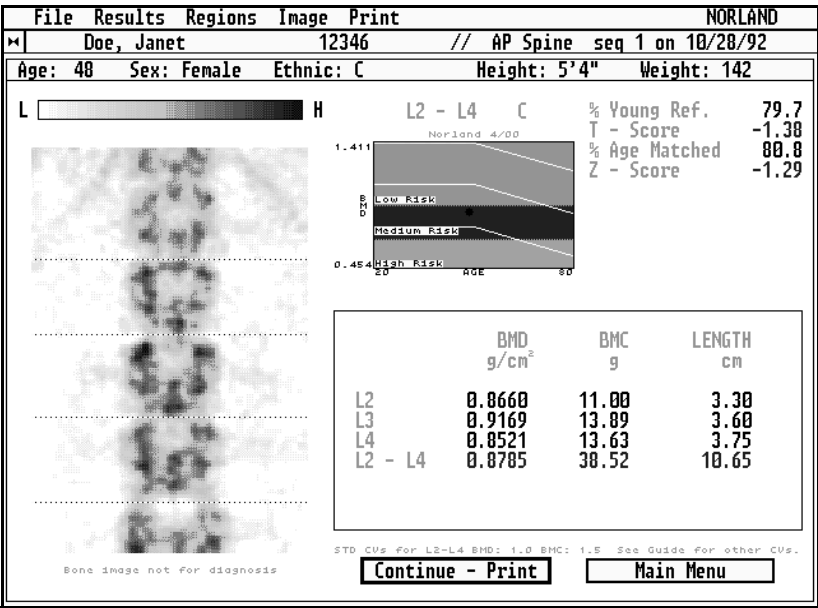 File Results Regions Image Print NORLAND
Doe, Janet 12346 // AP Spine seq 1 on 10/28/92
Age: 48 Sex: Female Ethnic: C Height: 5'4" Weight: 142
L H
L2 - L4 C
Norland 4/00
1.411
BMD
Low Risk
Medium Risk
High Risk
0.454
20 AGE 80
% Young Ref. 79.7
T - Score -1.38
% Age Matched 80.8
Z - Score -1.29
BMD BMC LENGTH
g/cm² g cm
L2 0.8660 11.00 3.30
L3 0.9169 13.89 3.60
L4 0.8521 13.63 3.75
L2 - L4 0.8785 38.52 10.65
STD CVs for L2-L4 BMD: 1.0 BMC: 1.5 See Guide for other CVs.
Bone image not for diagnosis
Continue - Print Main Menu